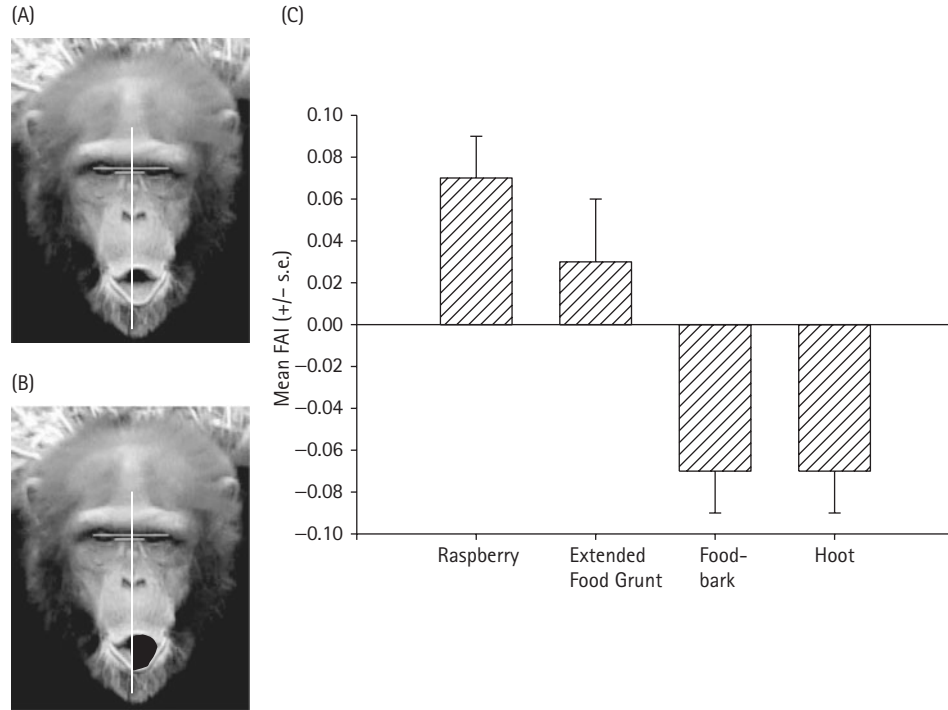 (A)
(B)
(C)
Mean FAI (+/− s.e.)
0.10
0.08
0.06
0.04
0.02
0.00
−0.02
−0.04
−0.06
−0.08
−0.10
Raspberry
Extended
Food Grunt
Food-
bark
Hoot